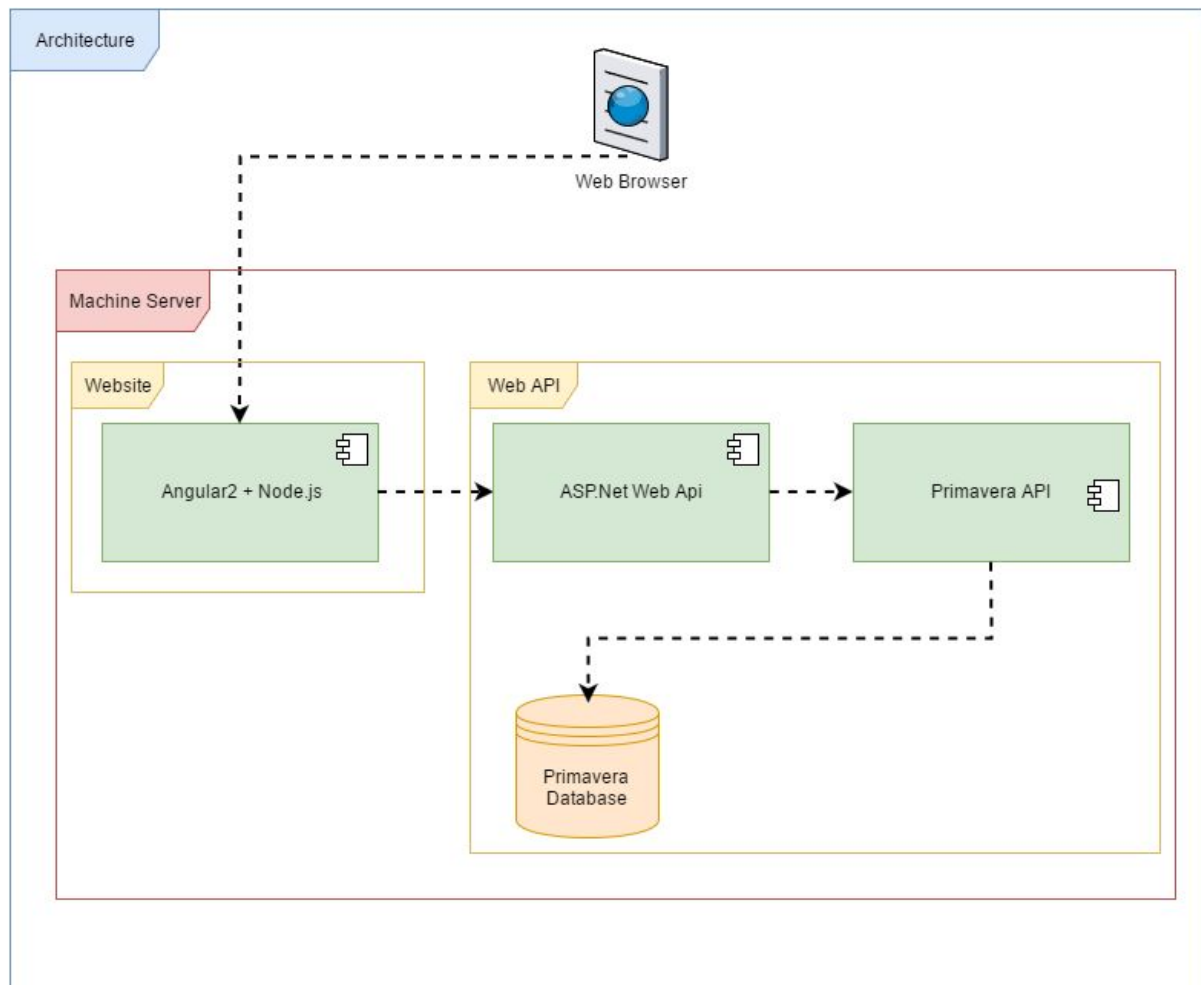 Architecture
Web Browser
Machine Server
Website
Web API
Angular2 + Node.js
ASP.Net Web Api
Primavera API
Primavera
Database